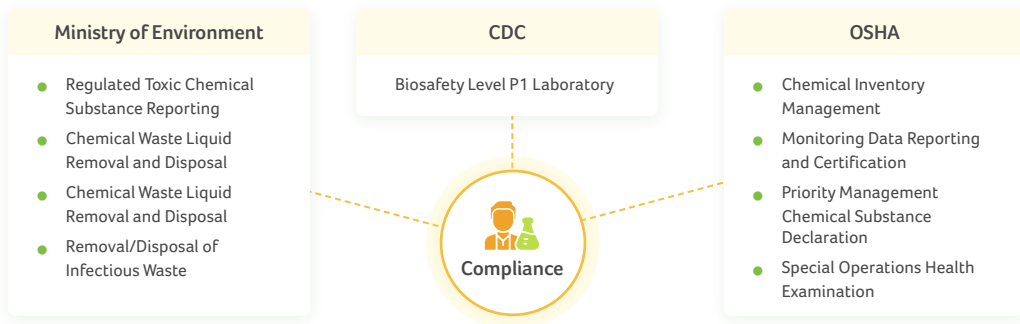 Ministry of Environment
Regulated Toxic Chemical
Substance Reporting
Chemical Waste Liquid
Removal and Disposal
Chemical Waste Liquid
Removal and Disposal
Removal/Disposal of
Infectious Waste
CDC
Biosafety Level P1 Laboratory
OSHA
Chemical Inventory
Management
Monitoring Data Reporting
and Certification
Priority Management
Chemical Substance
Declaration
Special Operations Health
Examination
Compliance